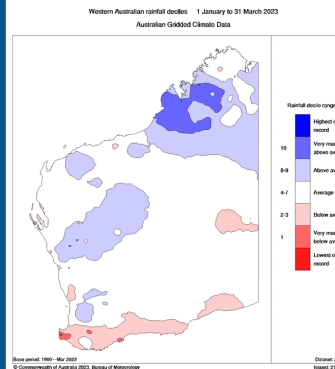 Western Australian rainfall deciles 1 January to 31 March 2023
Australian Gridded Climate Data
Rainfall decile range
Highest o
record
10
Very muc
above av
8-9
Above av
4-7
Average
2-3
Below av
1
Very muc
below av
Lowest o
record
Base period: 1900 – Mar 2023
© Commonwealth of Australia 2023, Bureau of Meteorology
Dataset:
Issued: